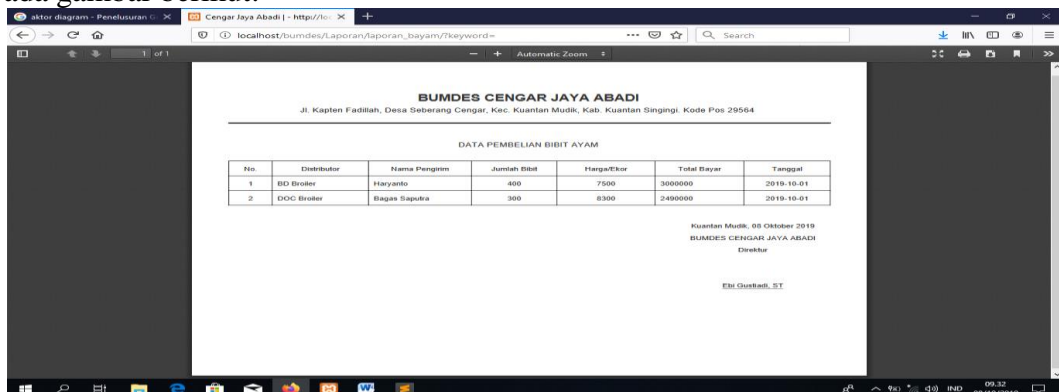 ada gambar berikut.
aktor diagram - Penelusuran G
Cengar Jaya Abadi | - http://lo
localhost/bumdes/Laporan/laporan_bayam/?keyword=
Search
1 of 1
Automatic Zoom
BUMDES CENGAR JAYA ABADI
Jl. Kapten Fadillah, Desa Seberang Cengar, Kec. Kuantan Mudik, Kab. Kuantan Singingi. Kode Pos 29564
DATA PEMBELIAN BIBIT AYAM
No. Distributor Nama Pengirim Jumlah Bibit Harga/Ekor Total Bayar Tanggal
1 BD Broiler Haryanto 400 7500 3000000 2019-10-01
2 DOC Broiler Bagas Saputra 300 8300 2490000 2019-10-01
Kuantan Mudik, 08 Oktober 2019
BUMDES CENGAR JAYA ABADI
Direktur
Ebi Gustiadi, ST
IND
09.32